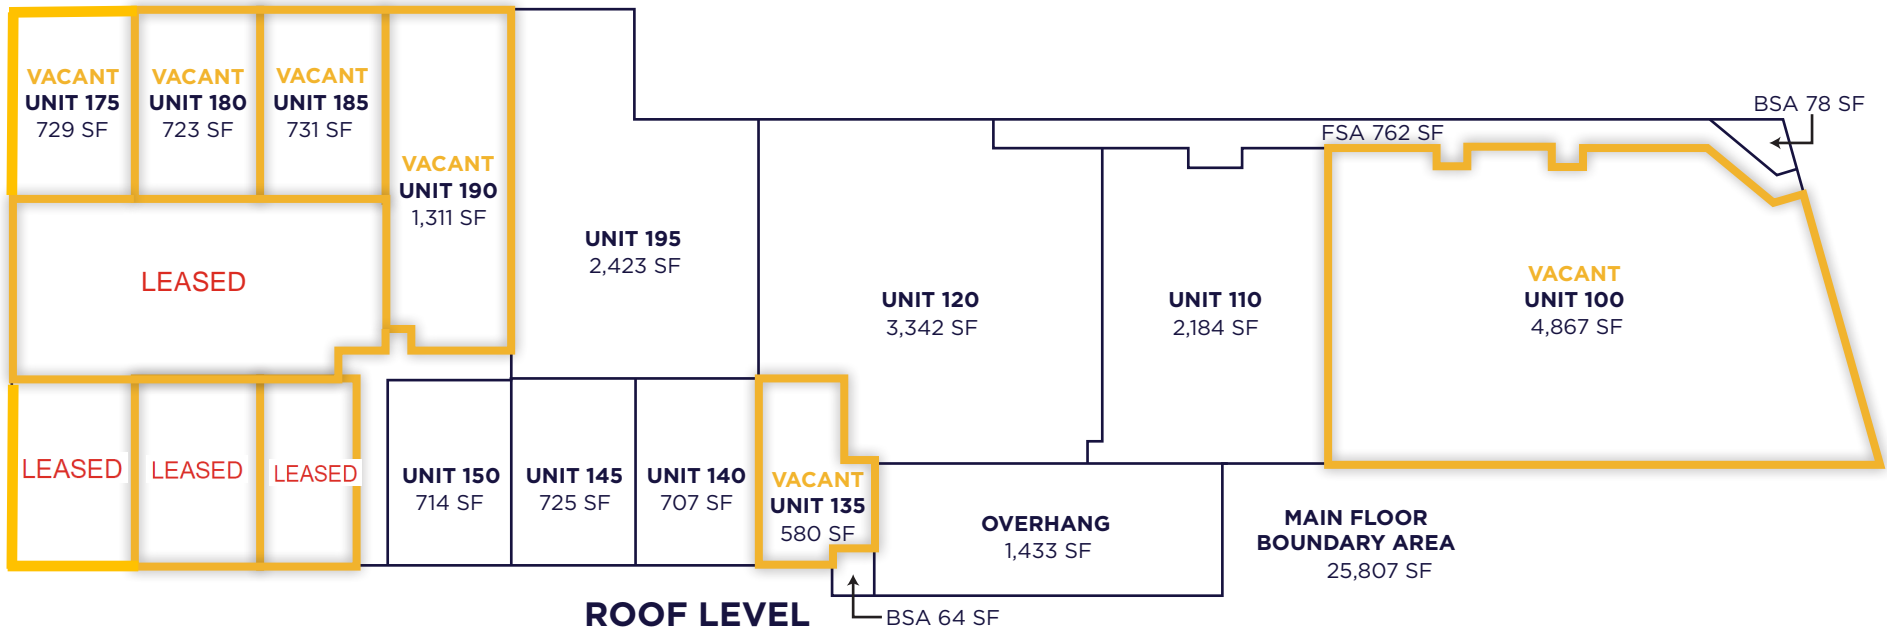 VACANT
UNIT 175
729 SF
VACANT
UNIT 180
723 SF
VACANT
UNIT 185
731 SF
VACANT
UNIT 190
1,311 SF
UNIT 195
2,423 SF
UNIT 120
3,342 SF
UNIT 110
2,184 SF
FSA 762 SF
BSA 78 SF
VACANT
UNIT 100
4,867 SF
LEASED
LEASED
LEASED
LEASED
UNIT 150
714 SF
UNIT 145
725 SF
UNIT 140
707 SF
VACANT
UNIT 135
580 SF
OVERHANG
1,433 SF
MAIN FLOOR
BOUNDARY AREA
25,807 SF
ROOF LEVEL
BSA 64 SF